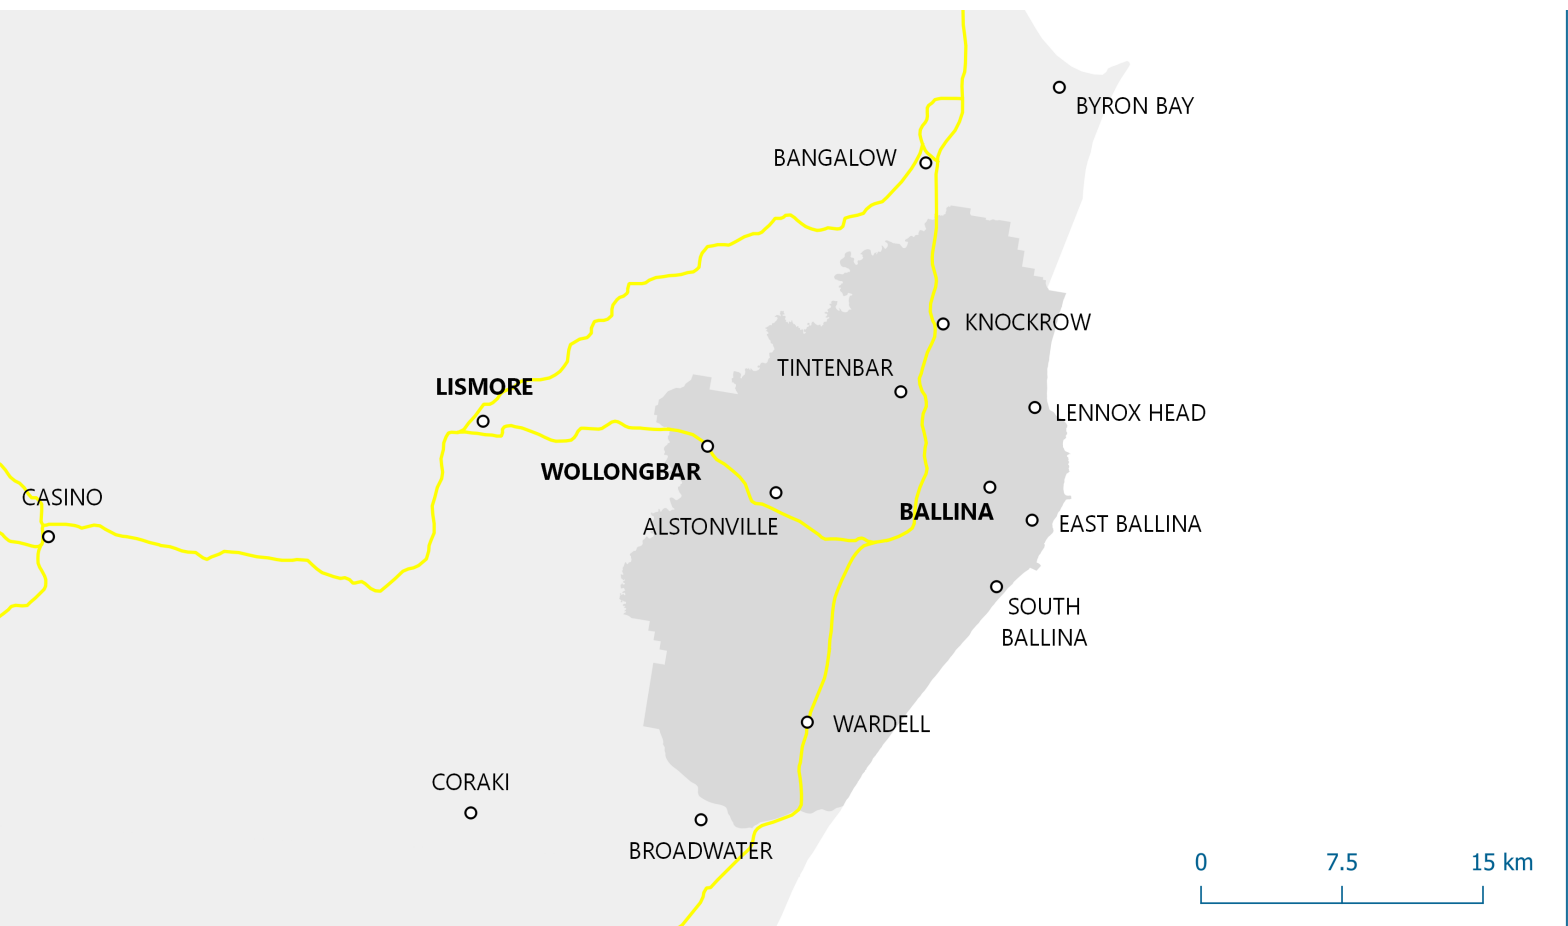 BYRON BAY
BANGALOW
KNOCKROW
TINTENBAR
LISMORE
LENNOX HEAD
WOLLONGBAR
CASINO
BALLINA
ALSTONVILLE
EAST BALLINA
SOUTH
BALLINA
WARDELL
CORAKI
BROADWATER
0 7.5 15 km